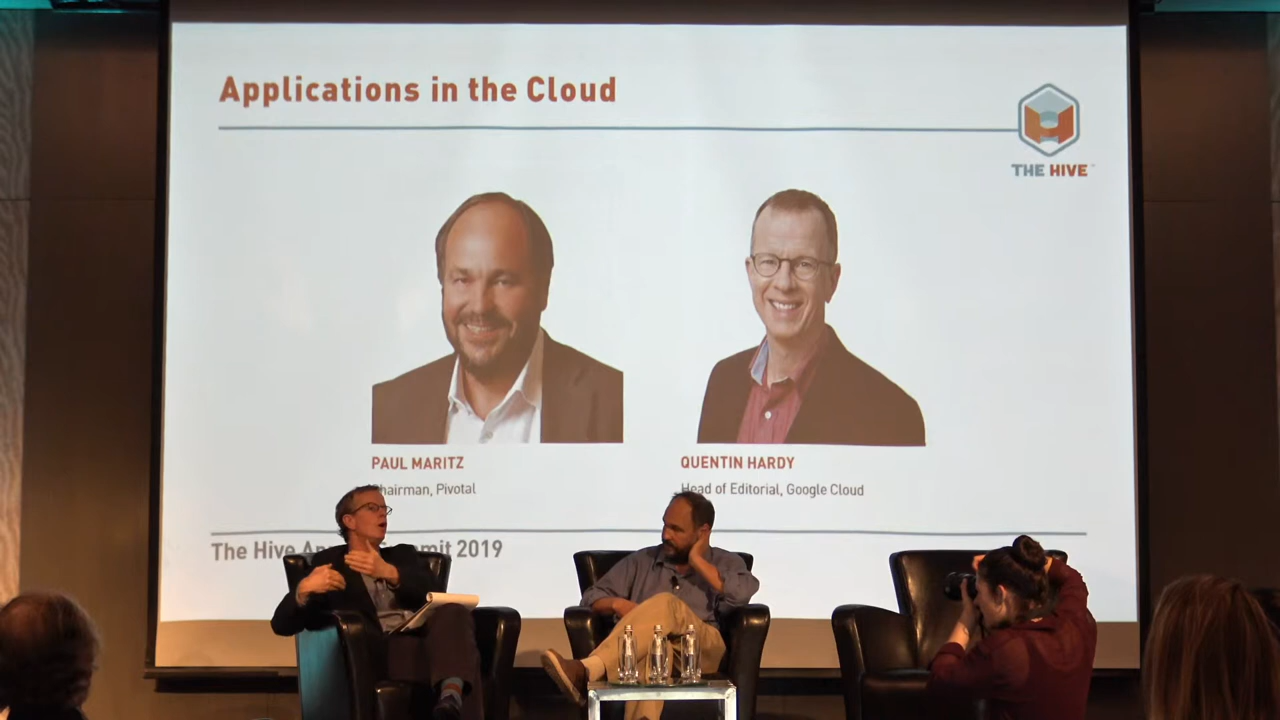 Applications in the Cloud
THE HIVE
PAUL MARITZ
Chairman, Pivotal
QUENTIN HARDY
Head of Editorial, Google Cloud
The Hive 2019